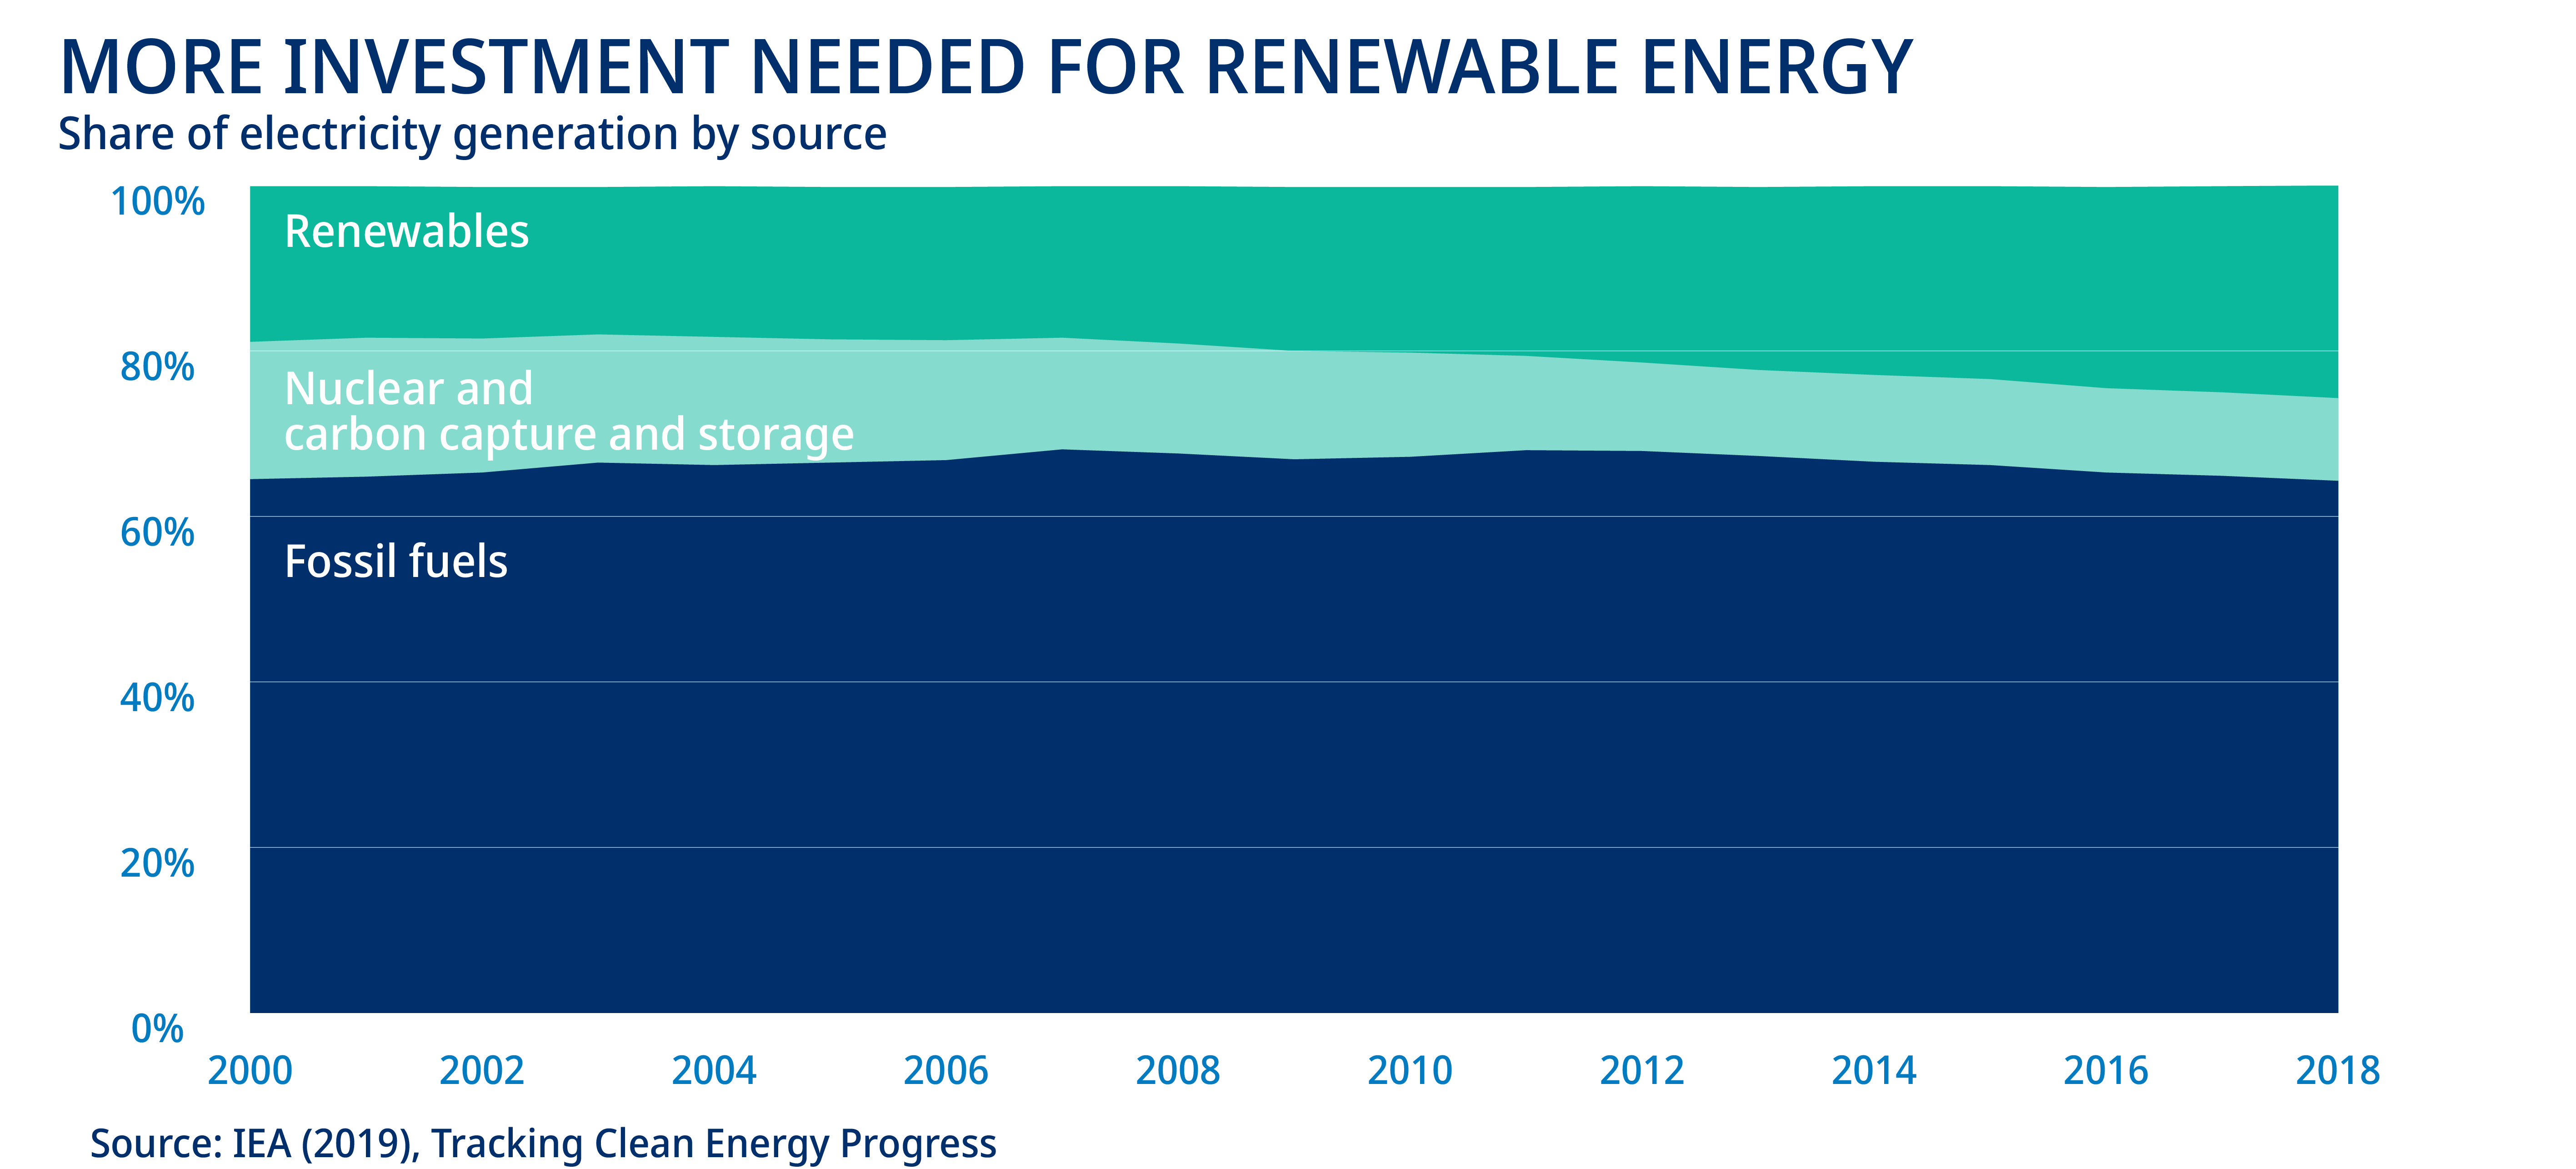 MORE INVESTMENT NEEDED FOR RENEWABLE ENERGY
Share of electricity generation by source
100%
Renewables
80%
Nuclear and
carbon capture and storage
60%
Fossil fuels
40%
20%
0%
2000 2002 2004 2006 2008 2010 2012 2014 2016 2018
Source: IEA (2019), Tracking Clean Energy Progress